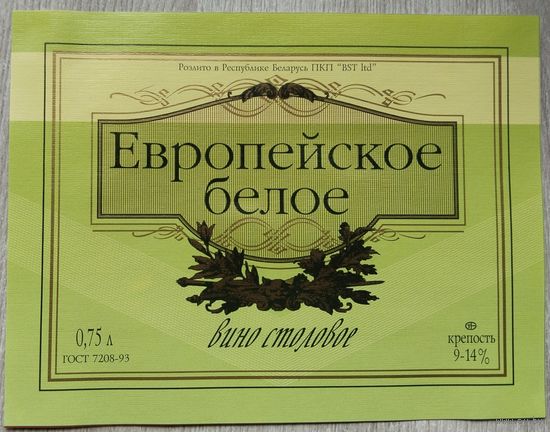 Розлито в Республике Беларусь ПКП "BST ltd"
Европейское
белое
вино столовое
0,75 л
ГОСТ 7208-93
крепость
9-14%